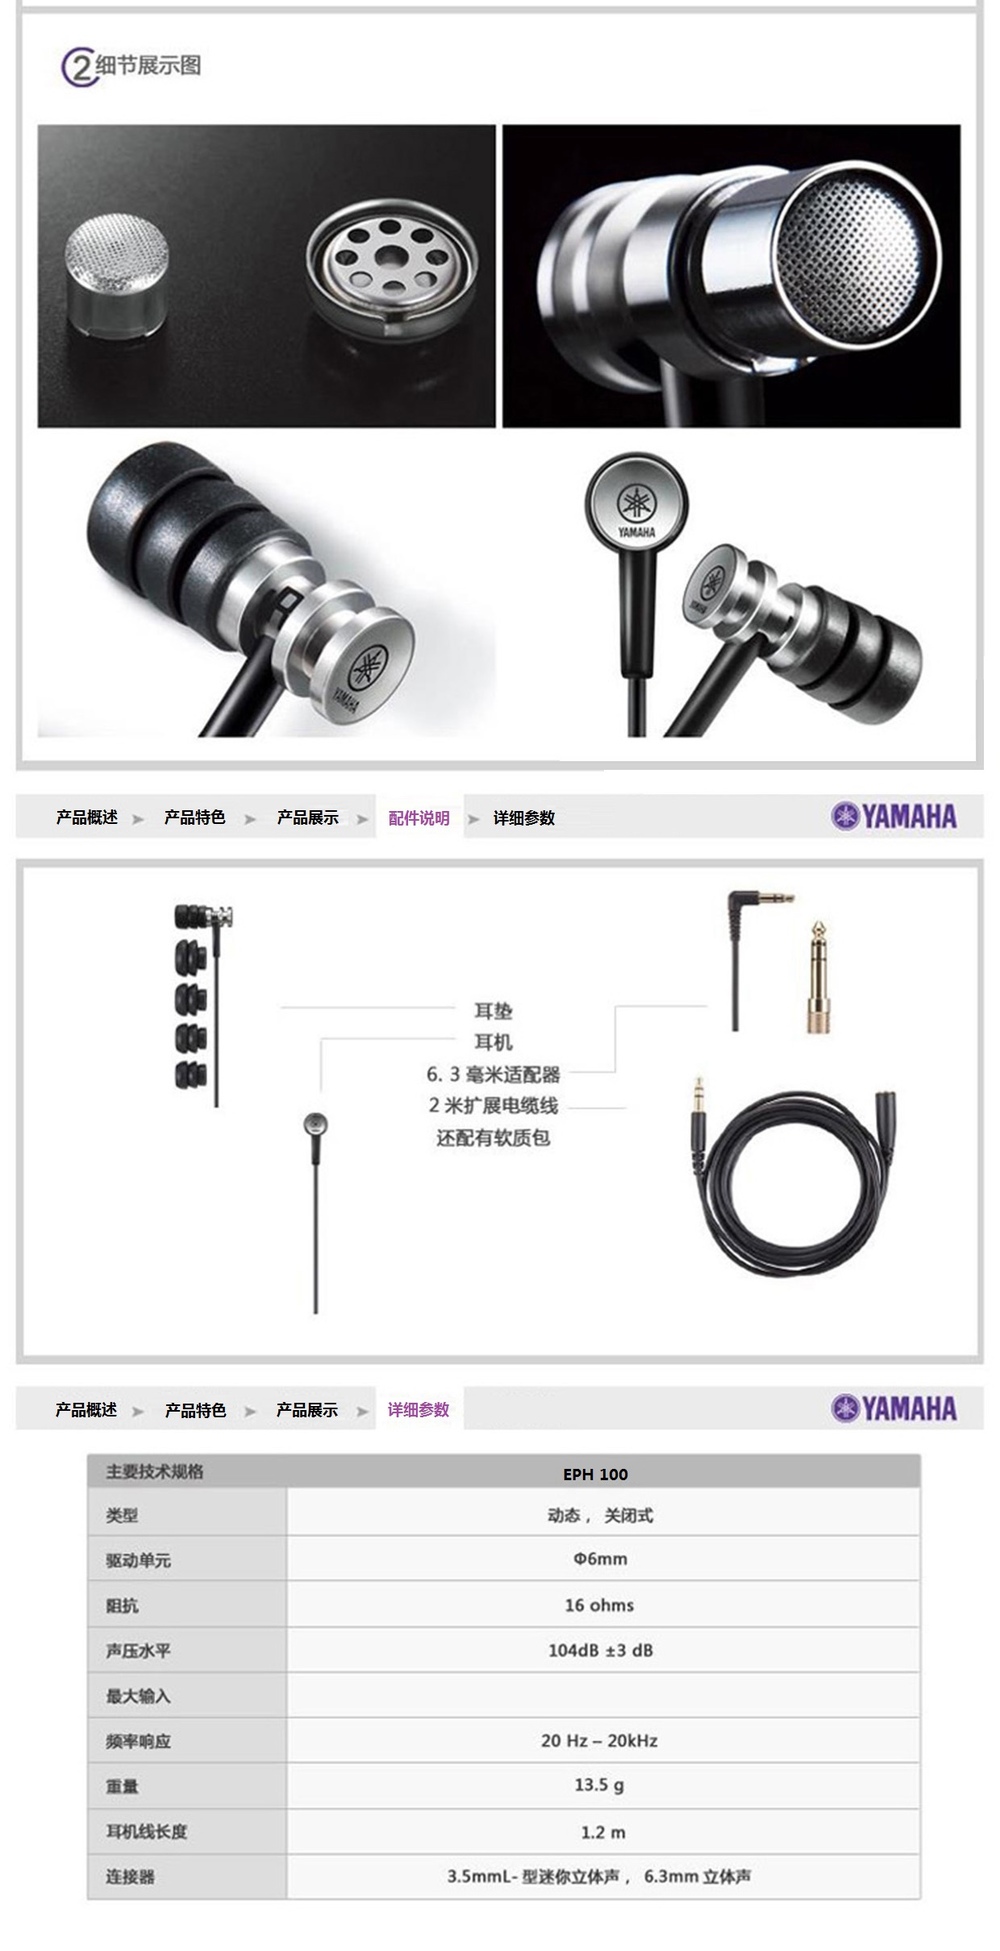 2 细节展示图
YAMAHA
YAMAHA
YAMAHA
产品概述 产品特色 产品展示 配件说明 详细参数 YAMAHA
耳垫
耳机
6. 3 毫米适配器
2 米扩展电缆线
还配有软质包
产品概述 产品特色 产品展示 详细参数 YAMAHA
主要技术规格 EPH 100
类型 动态， 关闭式
驱动单元 Φ6mm
阻抗 16 ohms
声压水平 104dB ±3 dB
最大输入
频率响应 20 Hz – 20kHz
重量 13.5 g
耳机线长度 1.2 m
连接器 3.5mmL- 型迷你立体声， 6.3mm 立体声